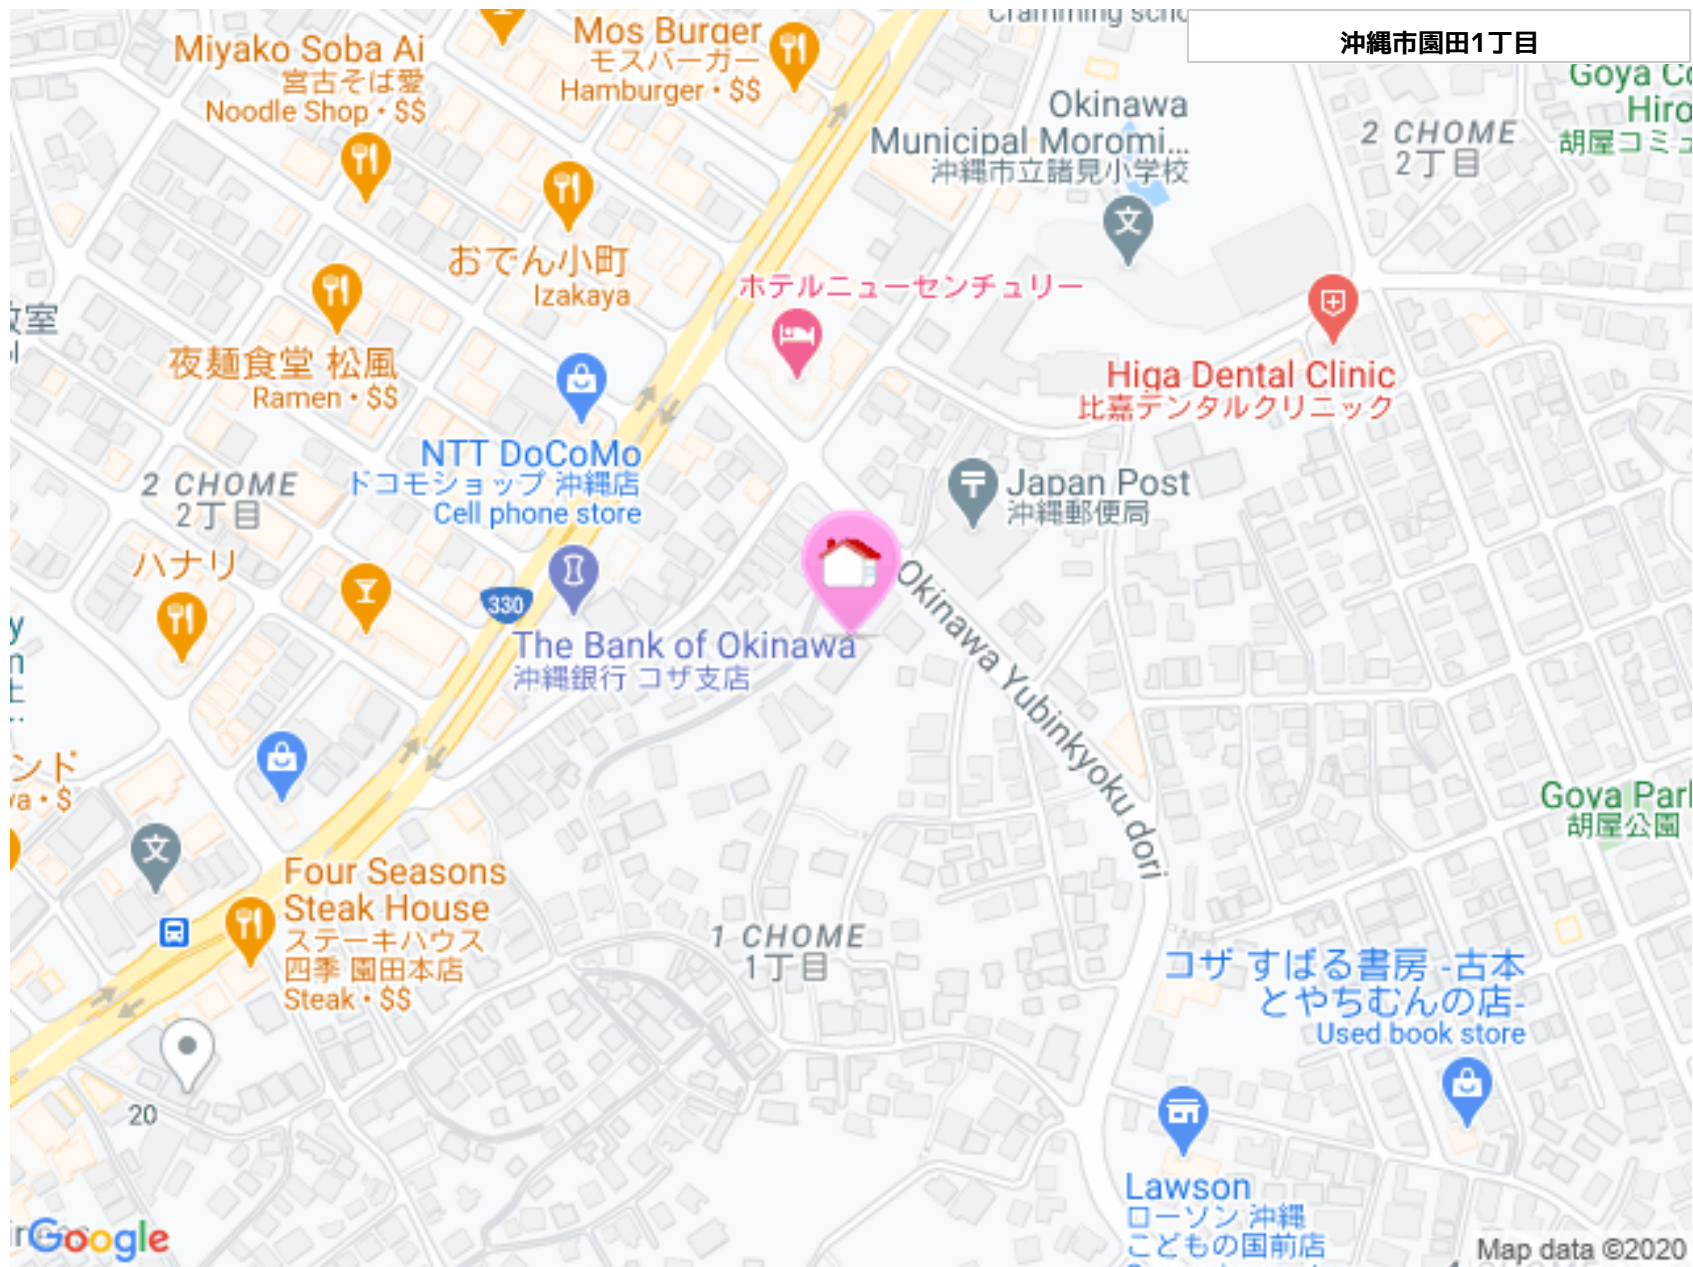 沖縄市園田1丁目
Miyako Soba Ai
宮古そば愛
Noodle Shop • $$
Mos Burger
モスバーガー
Hamburger • $$
Okinawa
Municipal Moromi...
沖縄市立諸見小学校
2 CHOME
2丁目
おでん小町
Izakaya
ホテルニューセンチュリー
夜麺食堂 松風
Ramen • $$
Higa Dental Clinic
比嘉デンタルクリニック
NTT DoCoMo
ドコモショップ 沖縄店
Cell phone store
2 CHOME
2丁目
Japan Post
沖縄郵便局
ハナリ
330
The Bank of Okinawa
沖縄銀行 コザ支店
Okinawa Yubinkyoku dori
Goya Park
胡屋公園
Four Seasons
Steak House
ステーキハウス
四季 園田本店
Steak • $$
1 CHOME
1丁目
コザ すばる書房 -古本
とやちむんの店-
Used book store
20
Lawson
ローソン 沖縄
こどもの国前店
Google
Map data ©2020